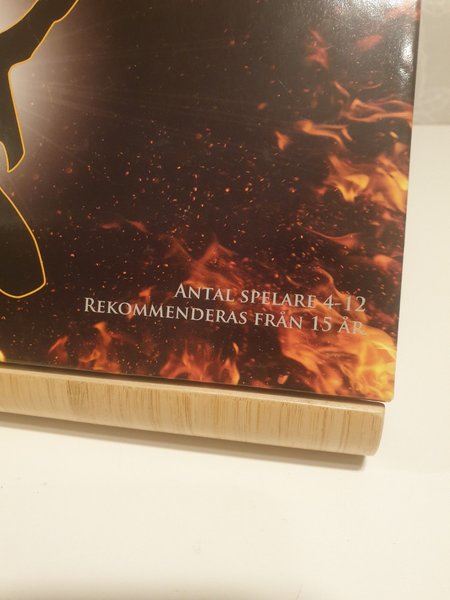 Antal spelare 4-12
Rekommenderas från 15 år